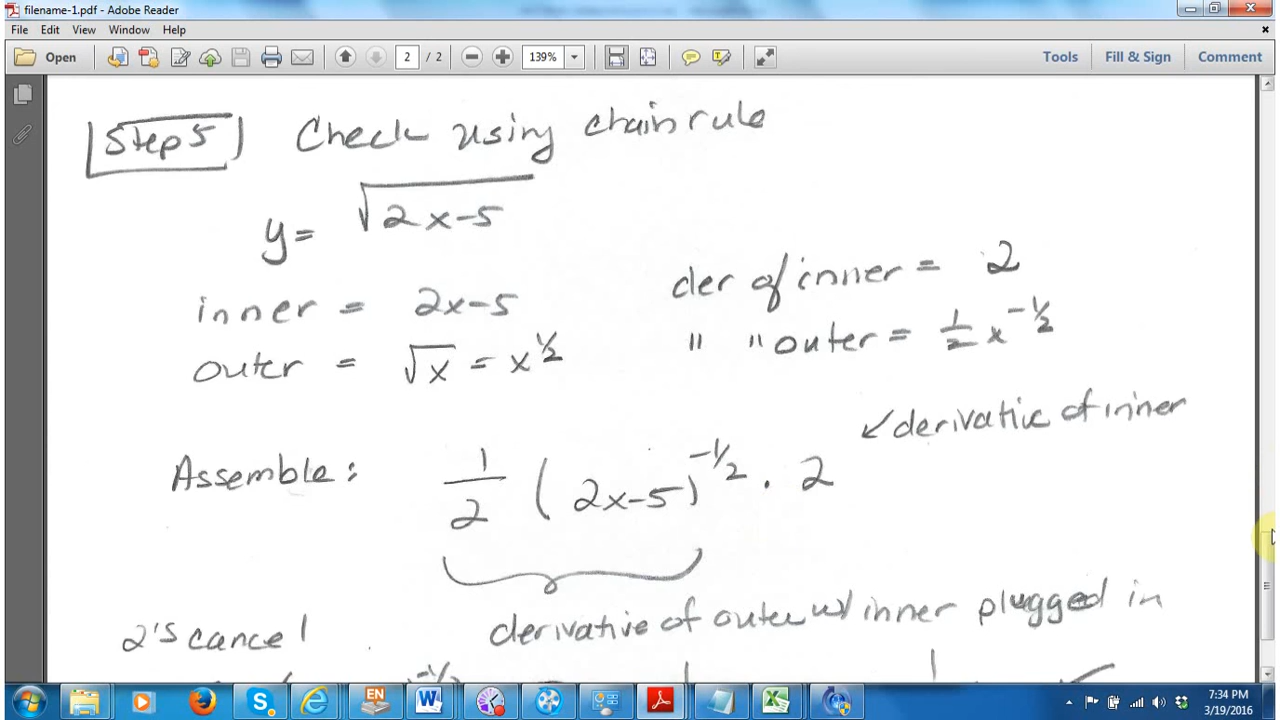 filename-1.pdf - Adobe Reader
File Edit View Window Help
Open 2 / 2 139% Tools Fill & Sign Comment
Step 5 Check using chain rule
y = √2x-5
inner = 2x-5 der of inner = 2
outer = √x = x^1/2 " " outer = 1/2 x^-1/2
↙ derivative of inner
Assemble: 1/2 (2x-5)^-1/2 · 2
derivative of outer w/ inner plugged in
2's cancel
7:34 PM
3/19/2016